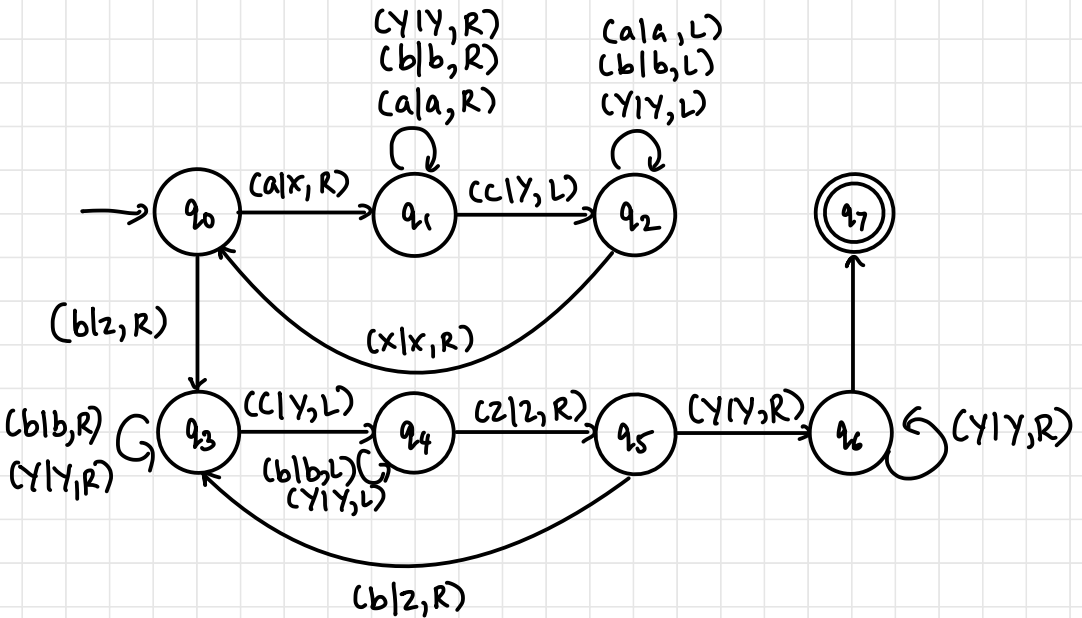 (Y|Y, R)
(b|b, R)
(a|a, R)
(a|a, L)
(b|b, L)
(Y|Y, L)
q0
(a|x, R)
q1
(c|Y, L)
q2
q7
(b|z, R)
(x|x, R)
(b|b, R)
(Y|Y, R)
q3
(c|Y, L)
q4
(b|b, L)
(Y|Y, L)
(z|z, R)
q5
(Y|Y, R)
q6
(Y|Y, R)
(b|z, R)